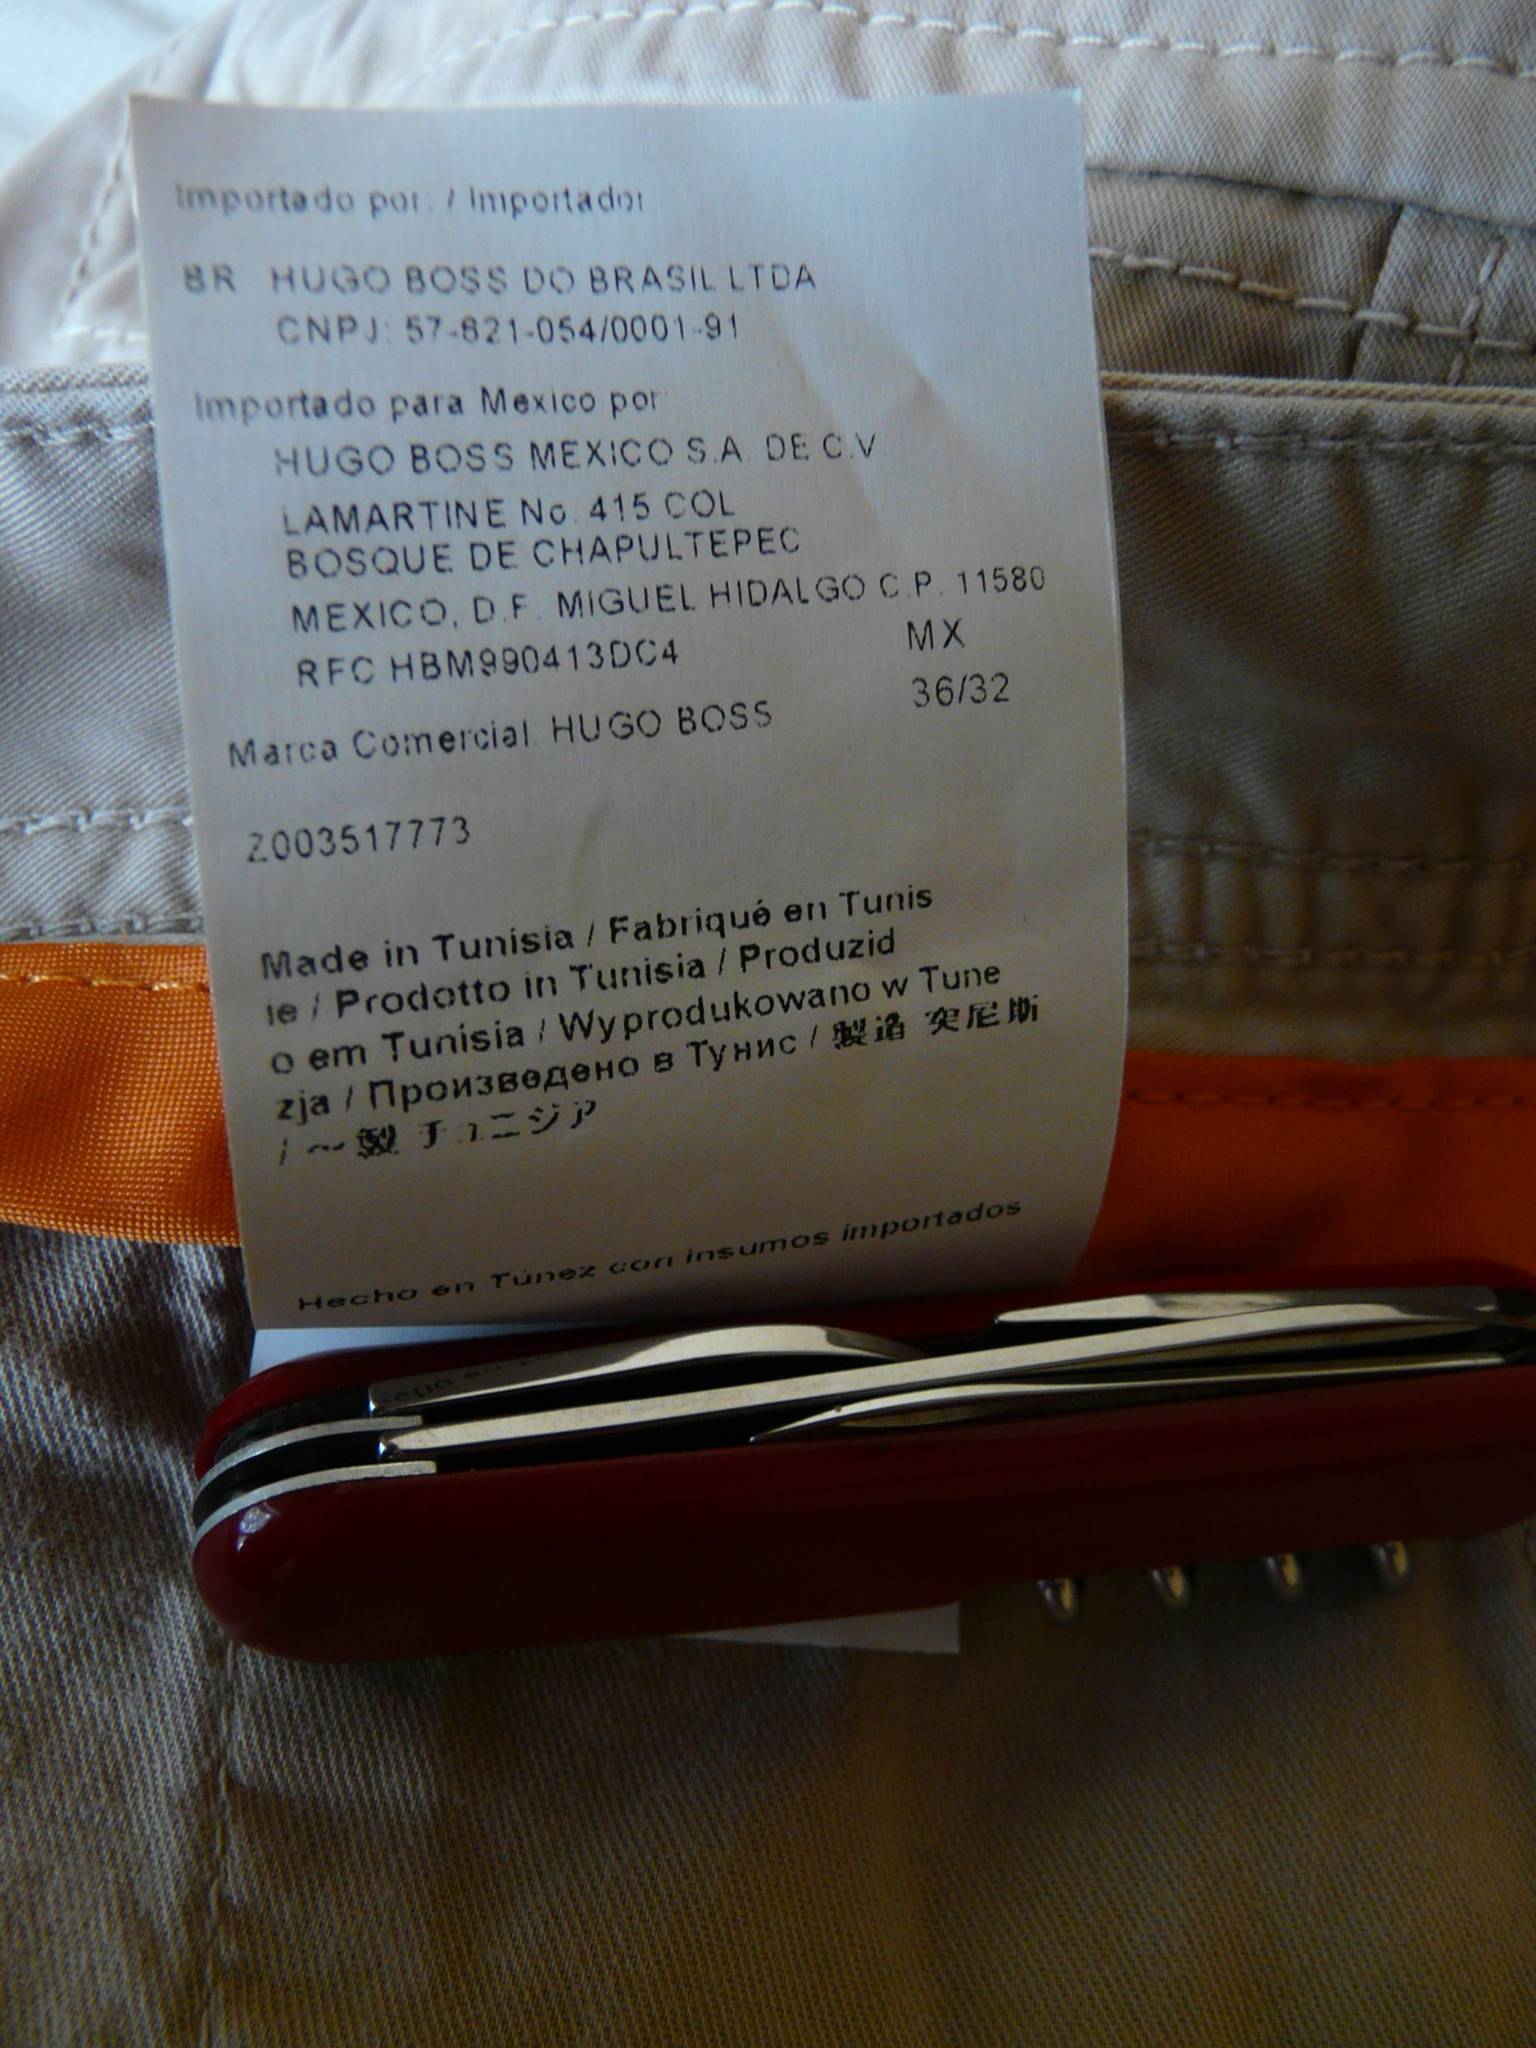 Importado por: / Importador
BR HUGO BOSS DO BRASIL LTDA
CNPJ: 57-621-054/0001-91
Importado para Mexico por
HUGO BOSS MEXICO S.A. DE C.V
LAMARTINE No. 415 COL
BOSQUE DE CHAPULTEPEC
MEXICO, D.F. MIGUEL HIDALGO C.P. 11580
RFC HBM990413DC4 MX
36/32
Marca Comercial. HUGO BOSS
Z003517773
Made in Tunisia / Fabriqué en Tunis
ie / Prodotto in Tunisia / Produzid
o em Tunisia / Wyprodukowano w Tune
zja / Произведено в Тунис / 製造 突尼斯
/ ～製 チュニジア
Hecho en Túnez con insumos importados